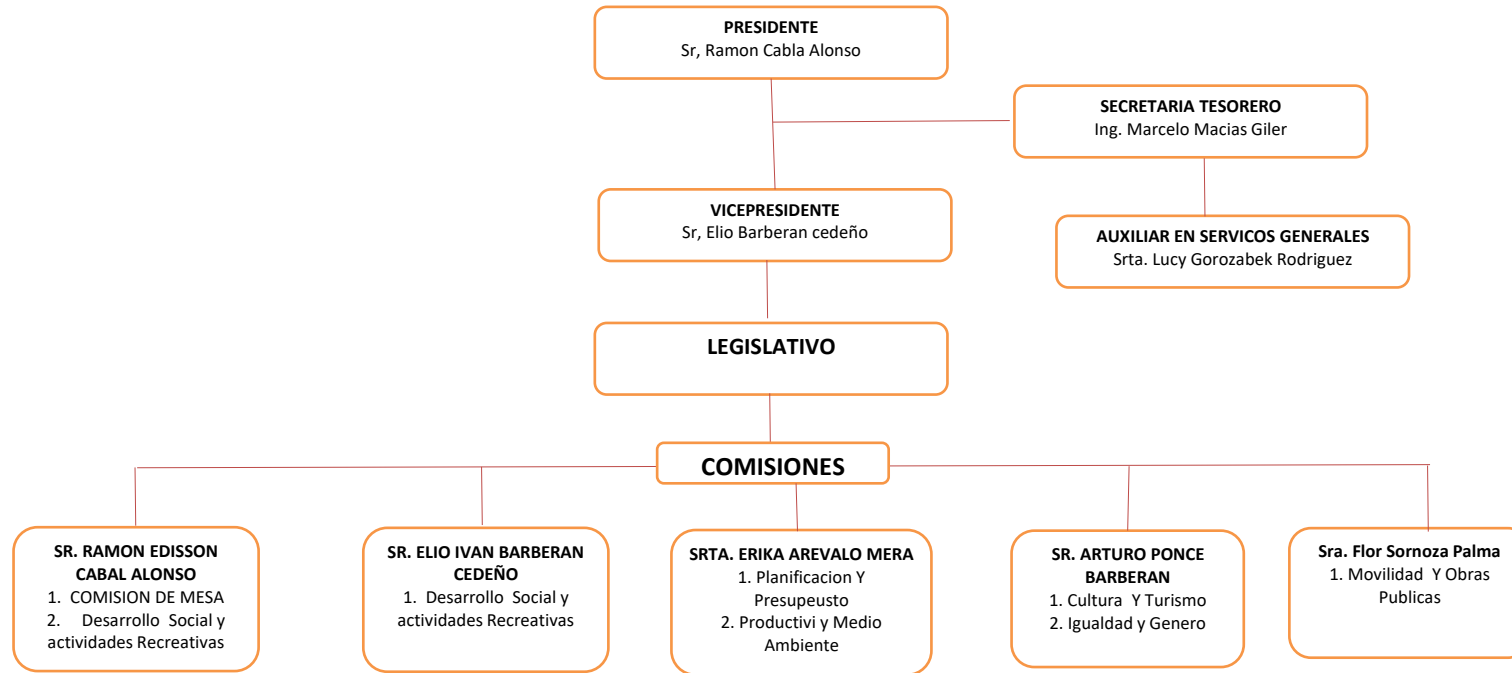 PRESIDENTE
Sr, Ramon Cabla Alonso
SECRETARIA TESORERO
Ing. Marcelo Macias Giler
VICEPRESIDENTE
Sr, Elio Barberan cedeño
AUXILIAR EN SERVICOS GENERALES
Srta. Lucy Gorozabek Rodriguez
LEGISLATIVO
COMISIONES
SR. RAMON EDISSON
CABAL ALONSO
1. COMISION DE MESA
2. Desarrollo Social y
actividades Recreativas
SR. ELIO IVAN BARBERAN
CEDEÑO
1. Desarrollo Social y
actividades Recreativas
SRTA. ERIKA AREVALO MERA
1. Planificacion Y
Presupeusto
2. Productivi y Medio
Ambiente
SR. ARTURO PONCE
BARBERAN
1. Cultura Y Turismo
2. Igualdad y Genero
Sra. Flor Sornoza Palma
1. Movilidad Y Obras
Publicas